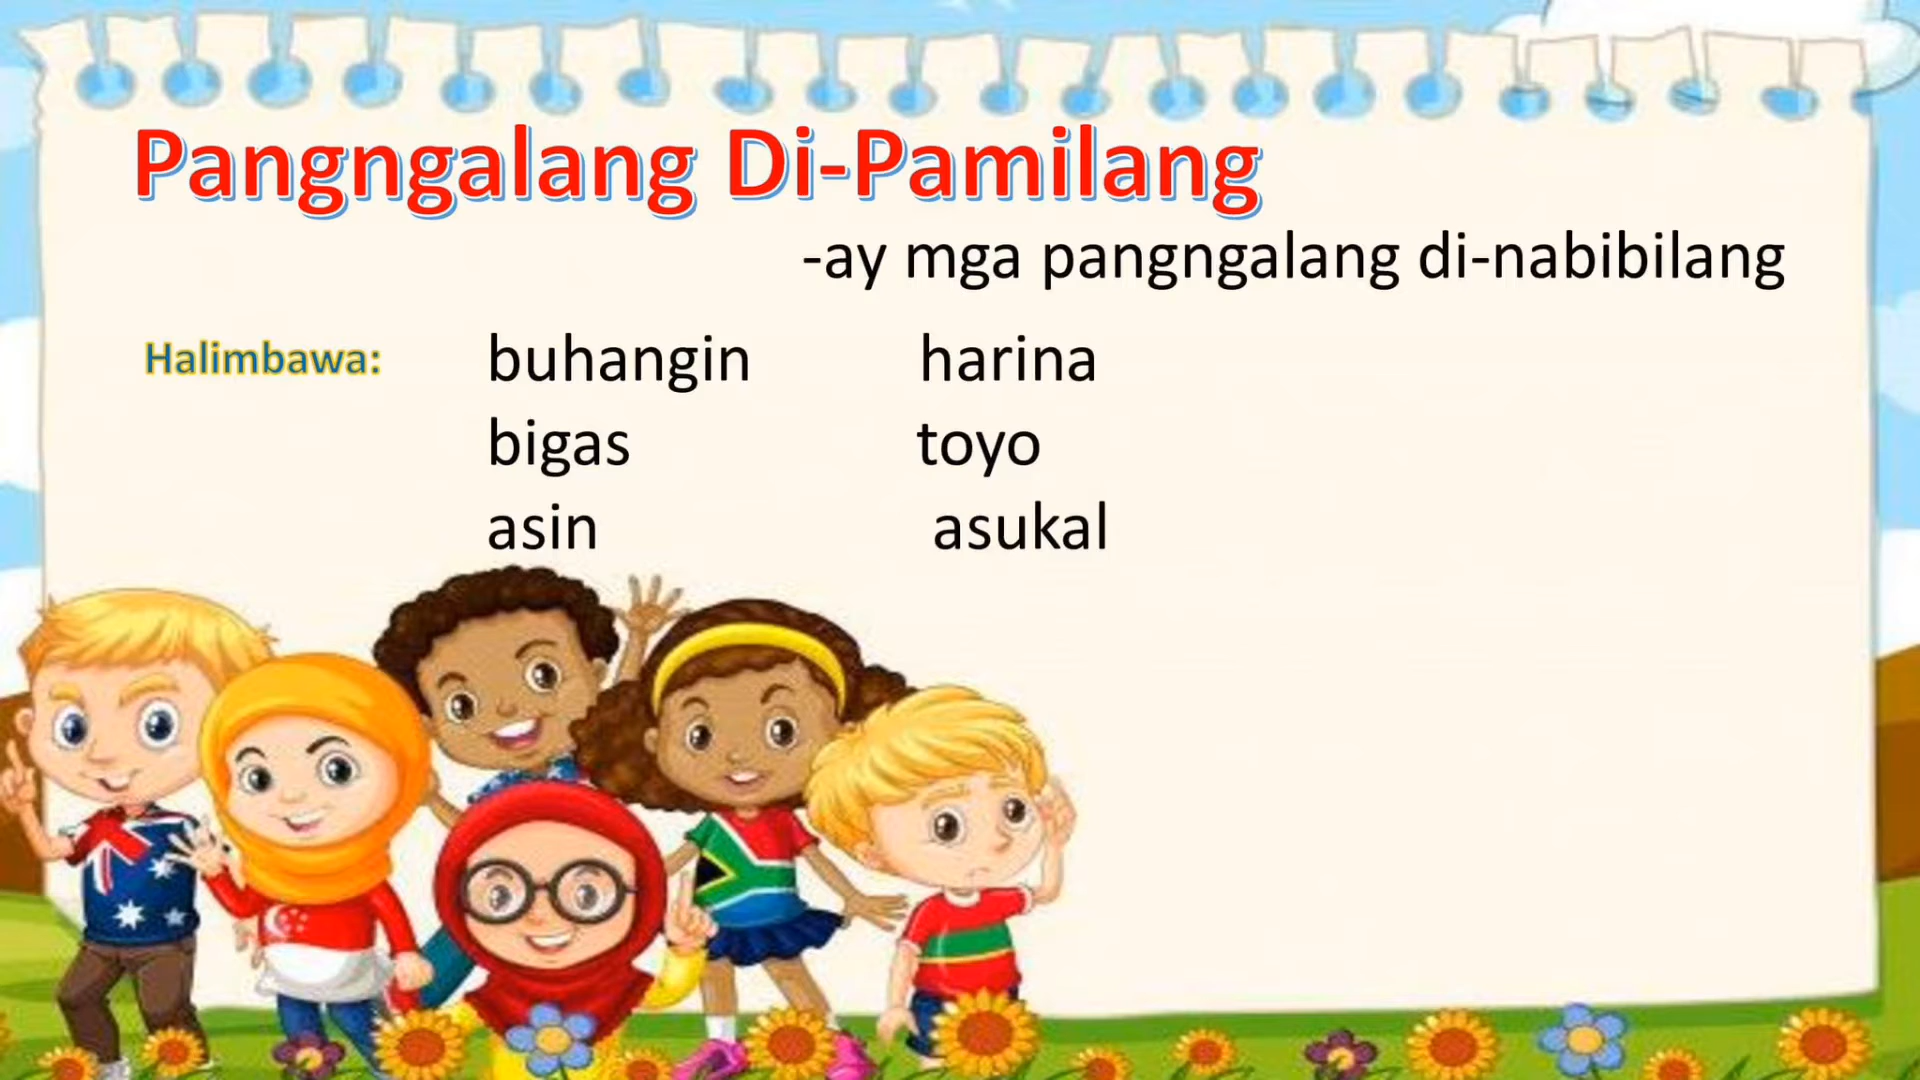 Pangngalang Di-Pamilang
-ay mga pangngalang di-nabibilang
Halimbawa: buhangin harina
bigas toyo
asin asukal